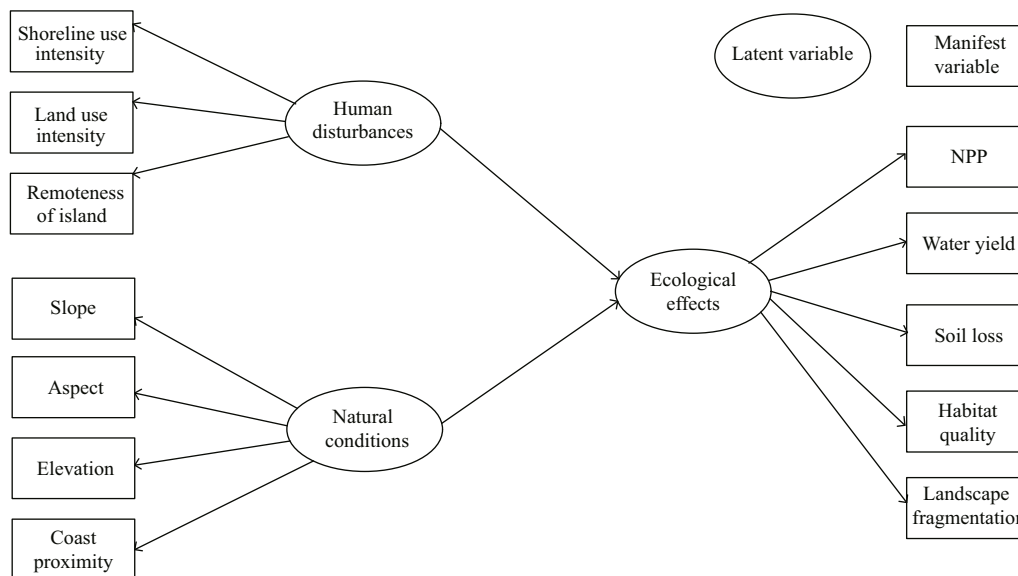 Shoreline use
intensity
Land use
intensity
Remoteness
of island
Human
disturbances
Slope
Aspect
Elevation
Coast
proximity
Natural
conditions
Ecological
effects
Latent variable
Manifest
variable
NPP
Water yield
Soil loss
Habitat
quality
Landscape
fragmentation